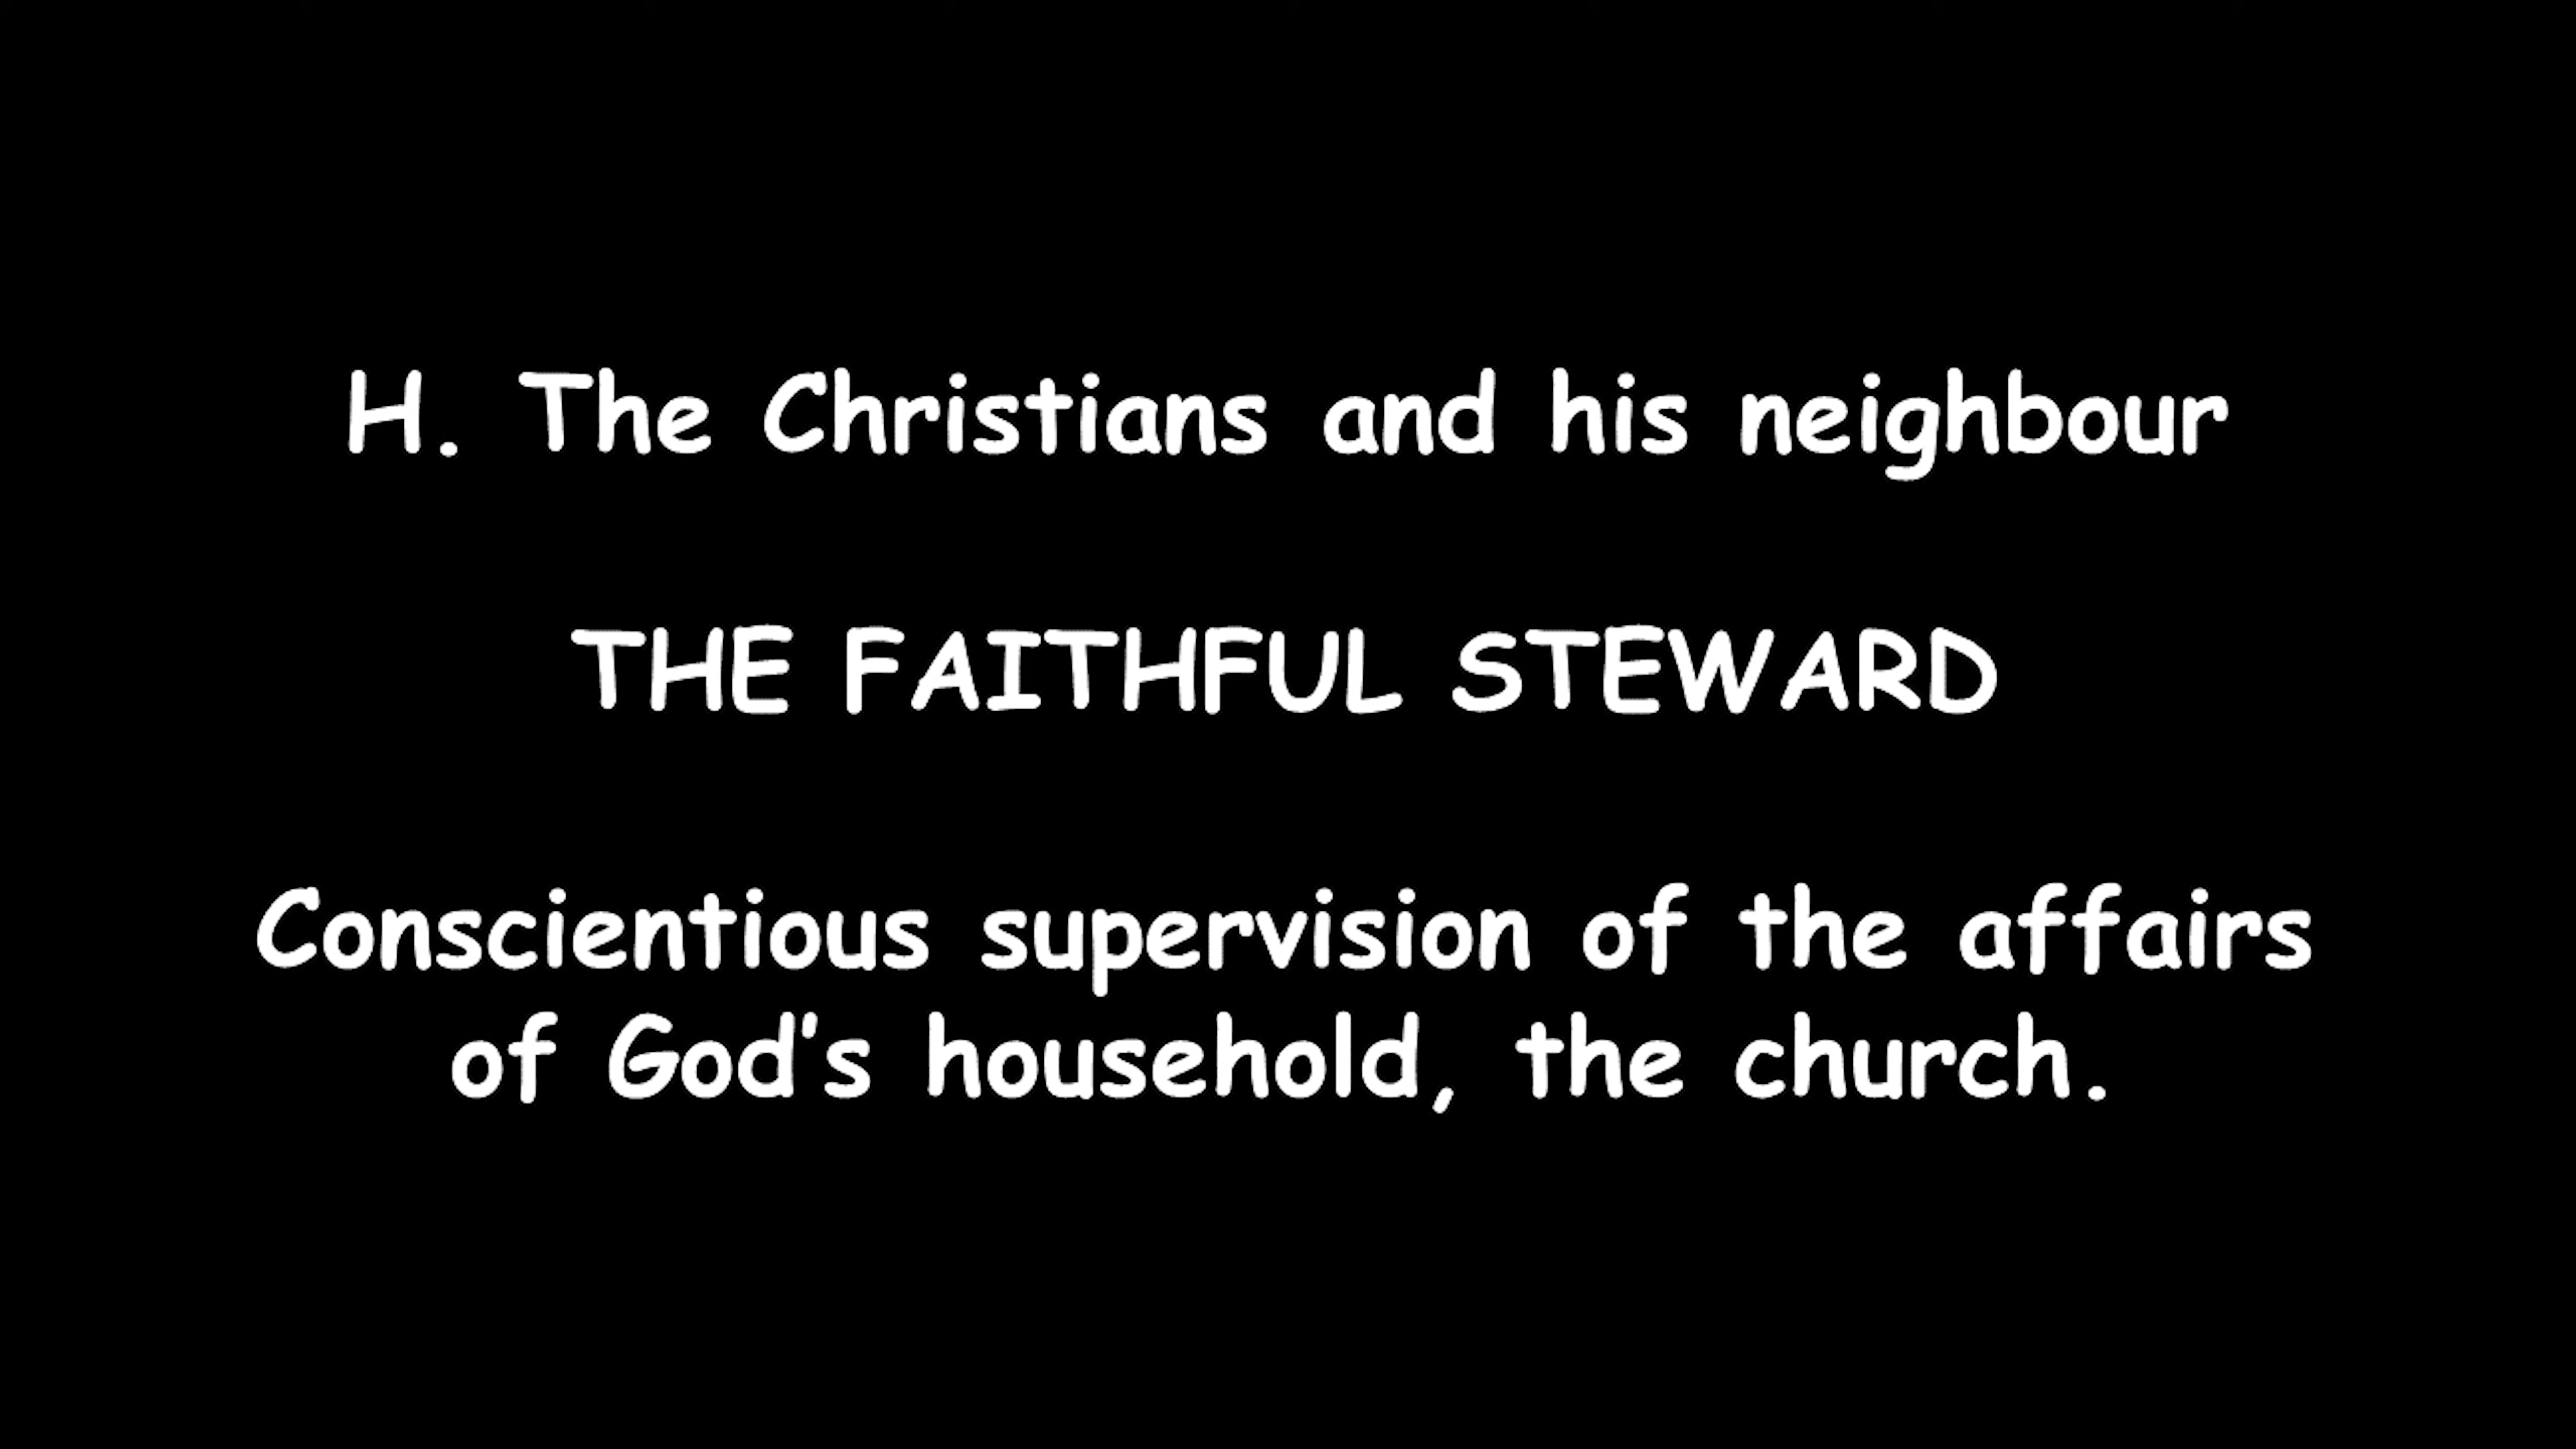 H. The Christians and his neighbour
THE FAITHFUL STEWARD
Conscientious supervision of the affairs
of God's household, the church.